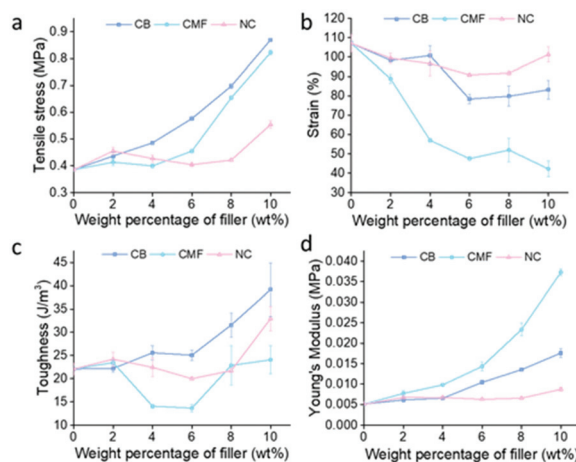 a
CB CMF NC
Tensile stress (MPa)
0.9
0.8
0.7
0.6
0.5
0.4
0.3
0 2 4 6 8 10
Weight percentage of filler (wt%)
b
CB CMF NC
Strain (%)
130
120
110
100
90
80
70
60
50
40
30
0 2 4 6 8 10
Weight percentage of filler (wt%)
c
CB CMF NC
Toughness (J/m³)
45
40
35
30
25
20
15
10
0 2 4 6 8 10
Weight percentage of filler (wt%)
d
CB CMF NC
Young's Modulus (MPa)
0.040
0.035
0.030
0.025
0.020
0.015
0.010
0.005
0.000
0 2 4 6 8 10
Weight percentage of filler (wt%)